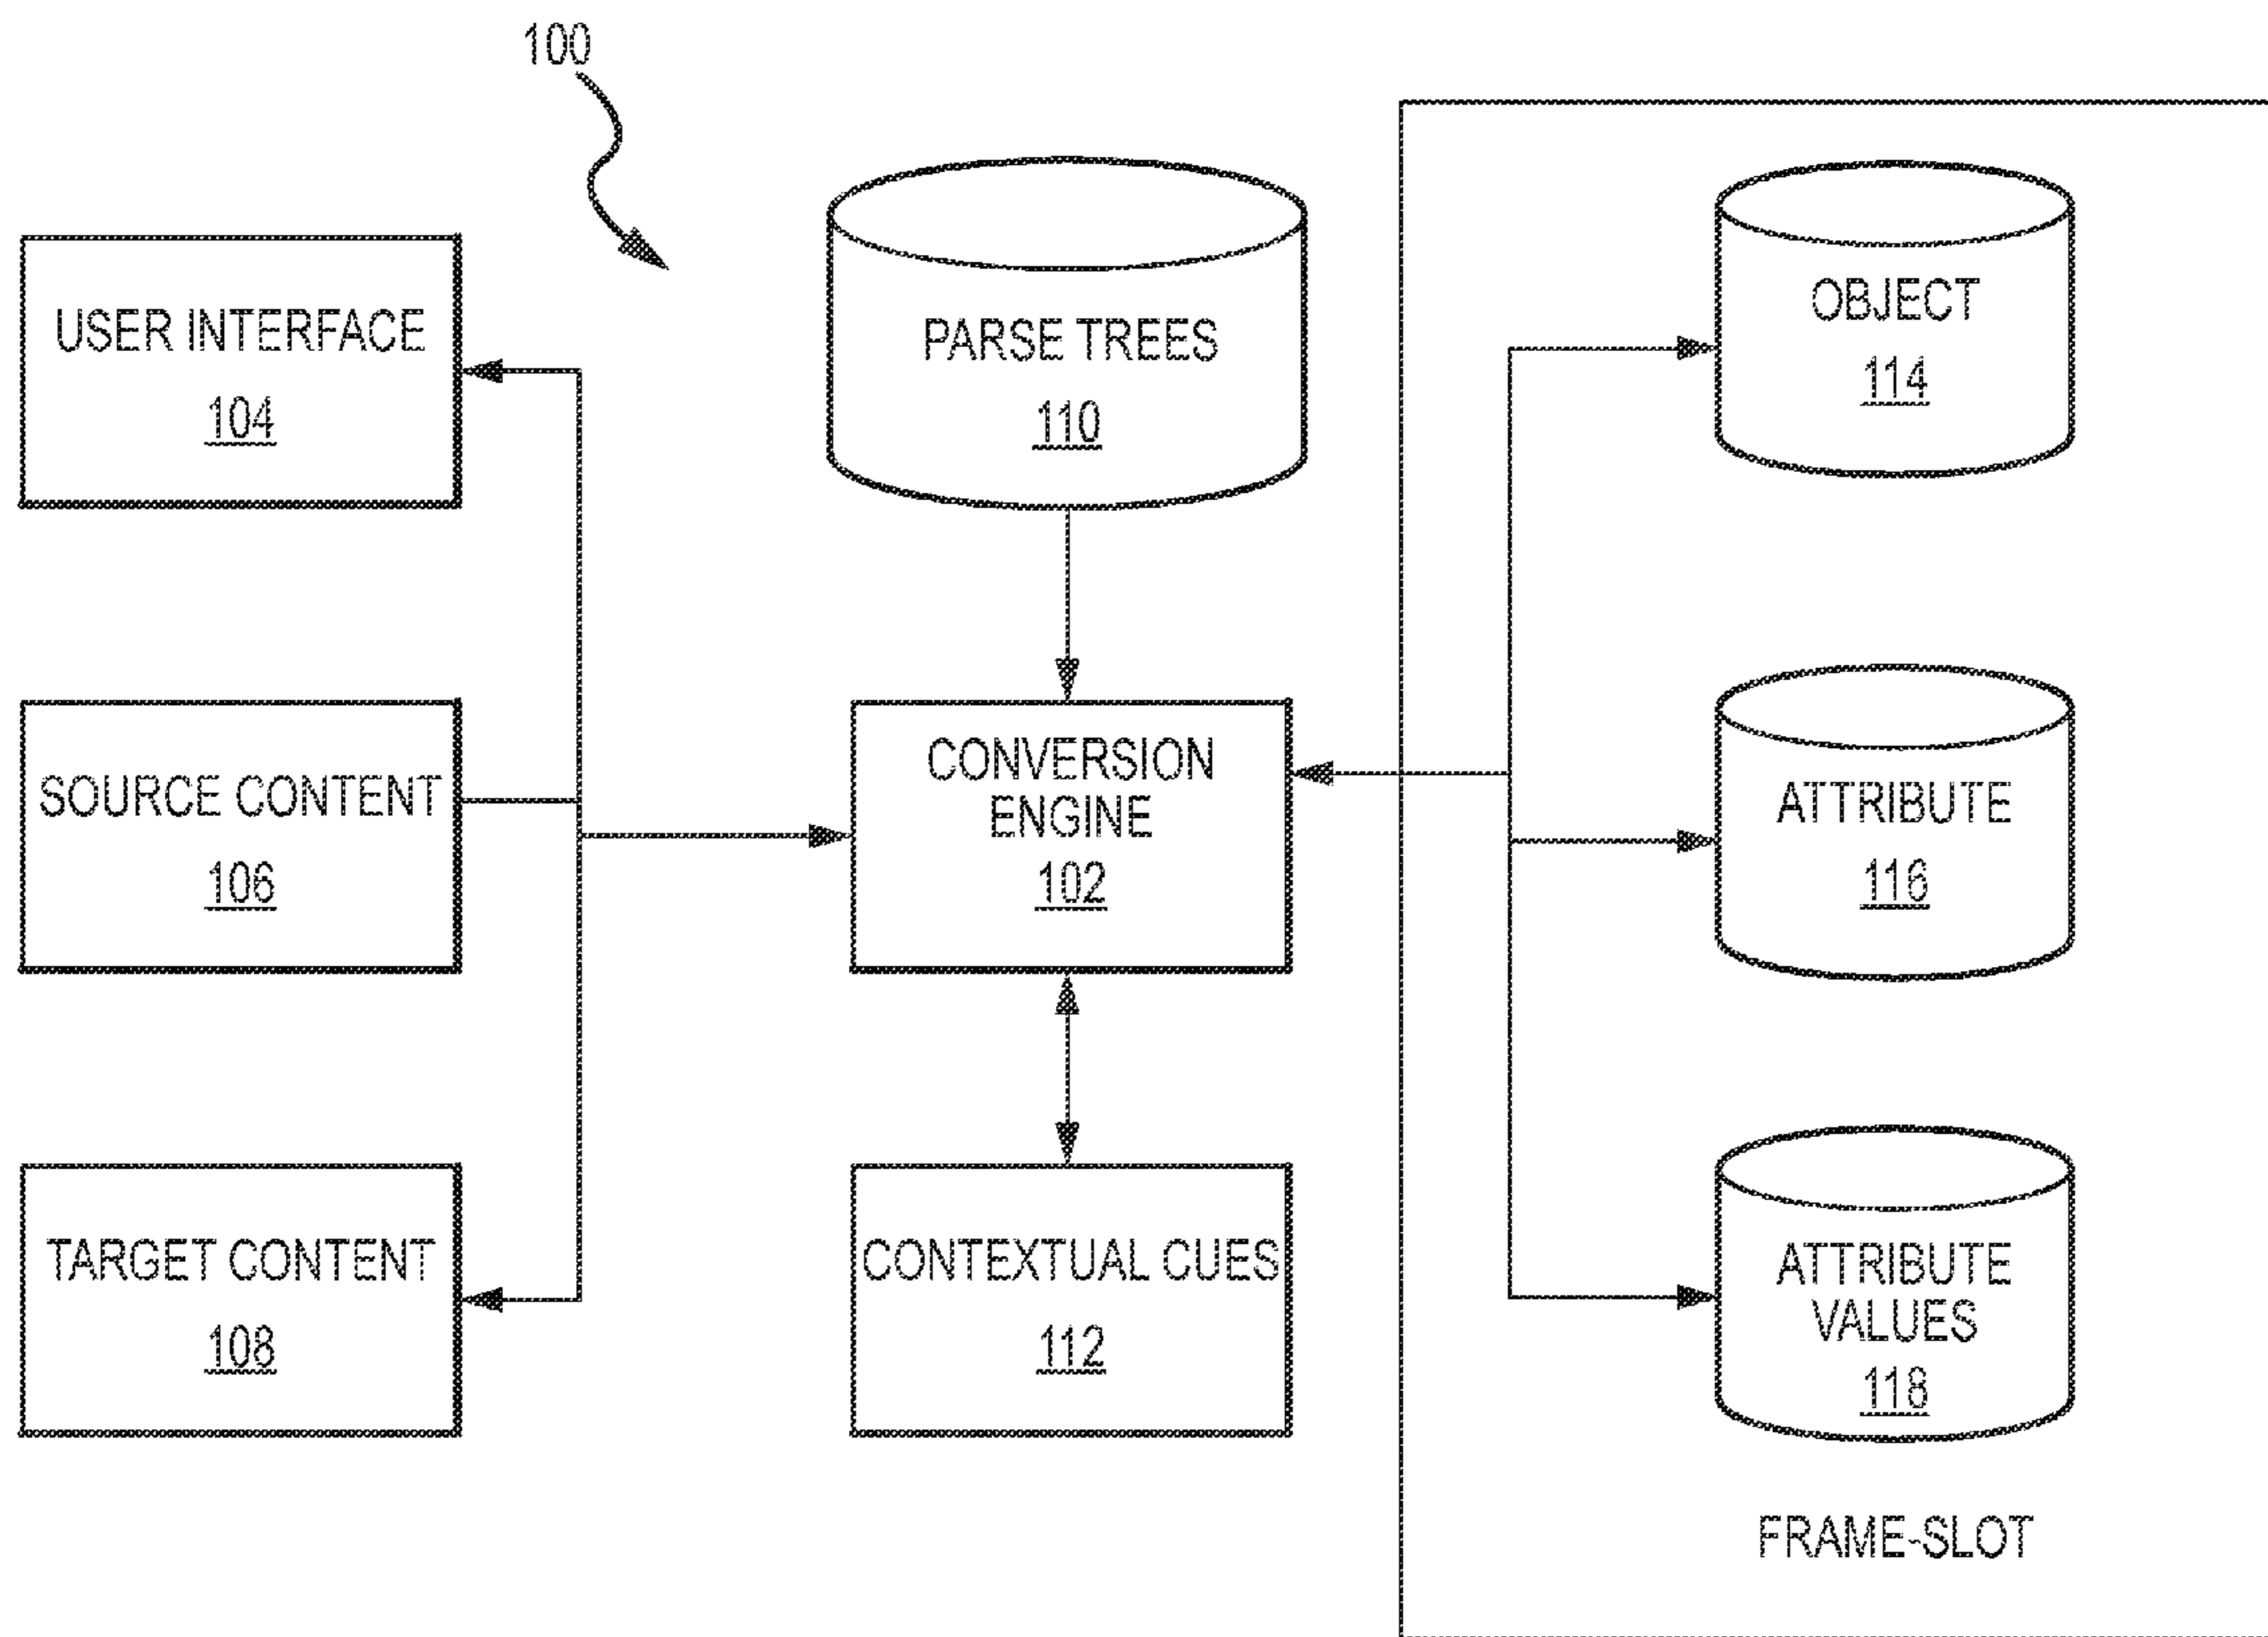 100
USER INTERFACE
104
SOURCE CONTENT
106
TARGET CONTENT
108
PARSE TREES
110
CONVERSION
ENGINE
102
CONTEXTUAL CUES
112
OBJECT
114
ATTRIBUTE
116
ATTRIBUTE
VALUES
118
FRAME-SLOT